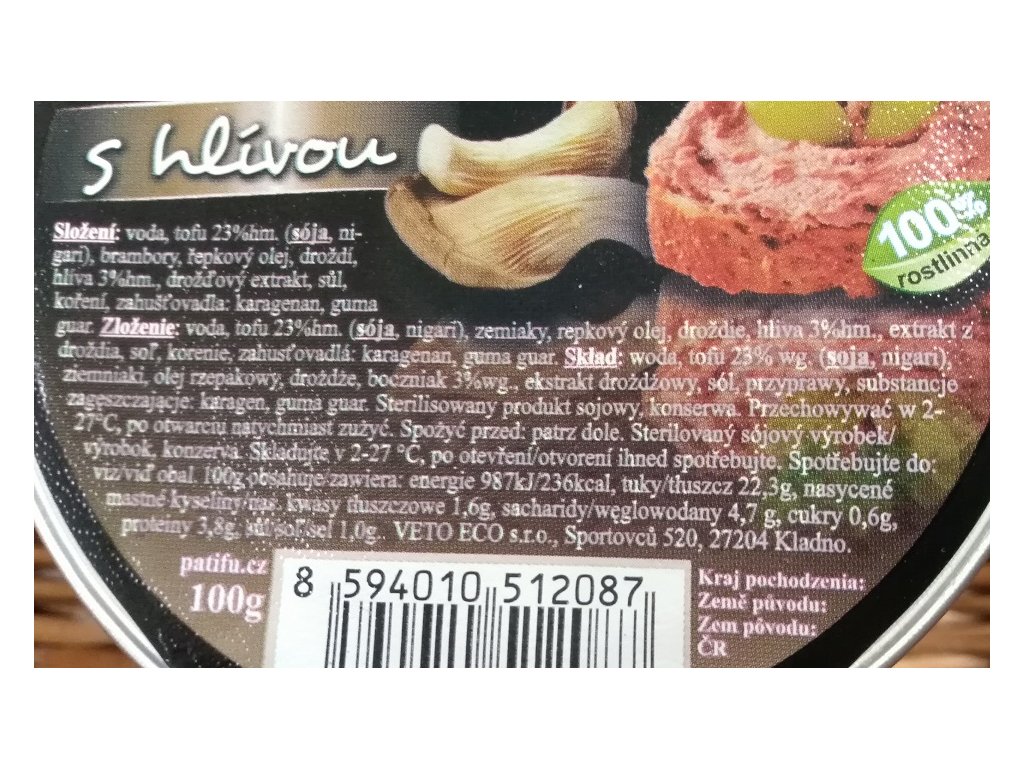 s hlívou
100%
rostlinná
Složení: voda, tofu 23%hm. (sója, ni-
gari), brambory, řepkový olej, droždí,
hlíva 3%hm., drožďový extrakt, sůl,
koření, zahušťovadla: karagenan, guma
guar. Zloženie: voda, tofu 23%hm. (sója, nigari), zemiaky, repkový olej, droždie, hliva 3%hm., extrakt z
droždia, soľ, korenie, zahusťovadlá: karagenan, guma guar. Skład: woda, tofu 23% wg. (soja, nigari),
ziemniaki, olej rzepakowy, drożdże, boczniak 3%wg., ekstrakt drożdżowy, sól, przyprawy, substancje
zagęszczające: karagen, guma guar. Sterilisowany produkt sojowy, konserwa. Przechowywać w 2-
27°C, po otwarciu natychmiast zużyć. Spożyć przed: patrz dole. Sterilovaný sójový výrobek/
výrobok, konzerva. Skladujte v 2-27 °C, po otevření/otvorení ihned spotřebujte. Spotřebujte do:
viz/viď obal. 100g obsahuje/zawiera: energie 987kJ/236kcal, tuky/tłuszcz 22,3g, nasycené
mastné kyseliny/nas. kwasy tłuszczowe 1,6g, sacharidy/węglowodany 4,7 g, cukry 0,6g,
proteiny 3,8g, sůl/soľ/sel 1,0g.. VETO ECO s.r.o., Sportovců 520, 27204 Kladno.
patifu.cz
100g
8 594010 512087
Kraj pochodzenia:
Země původu:
Zem pôvodu:
ČR